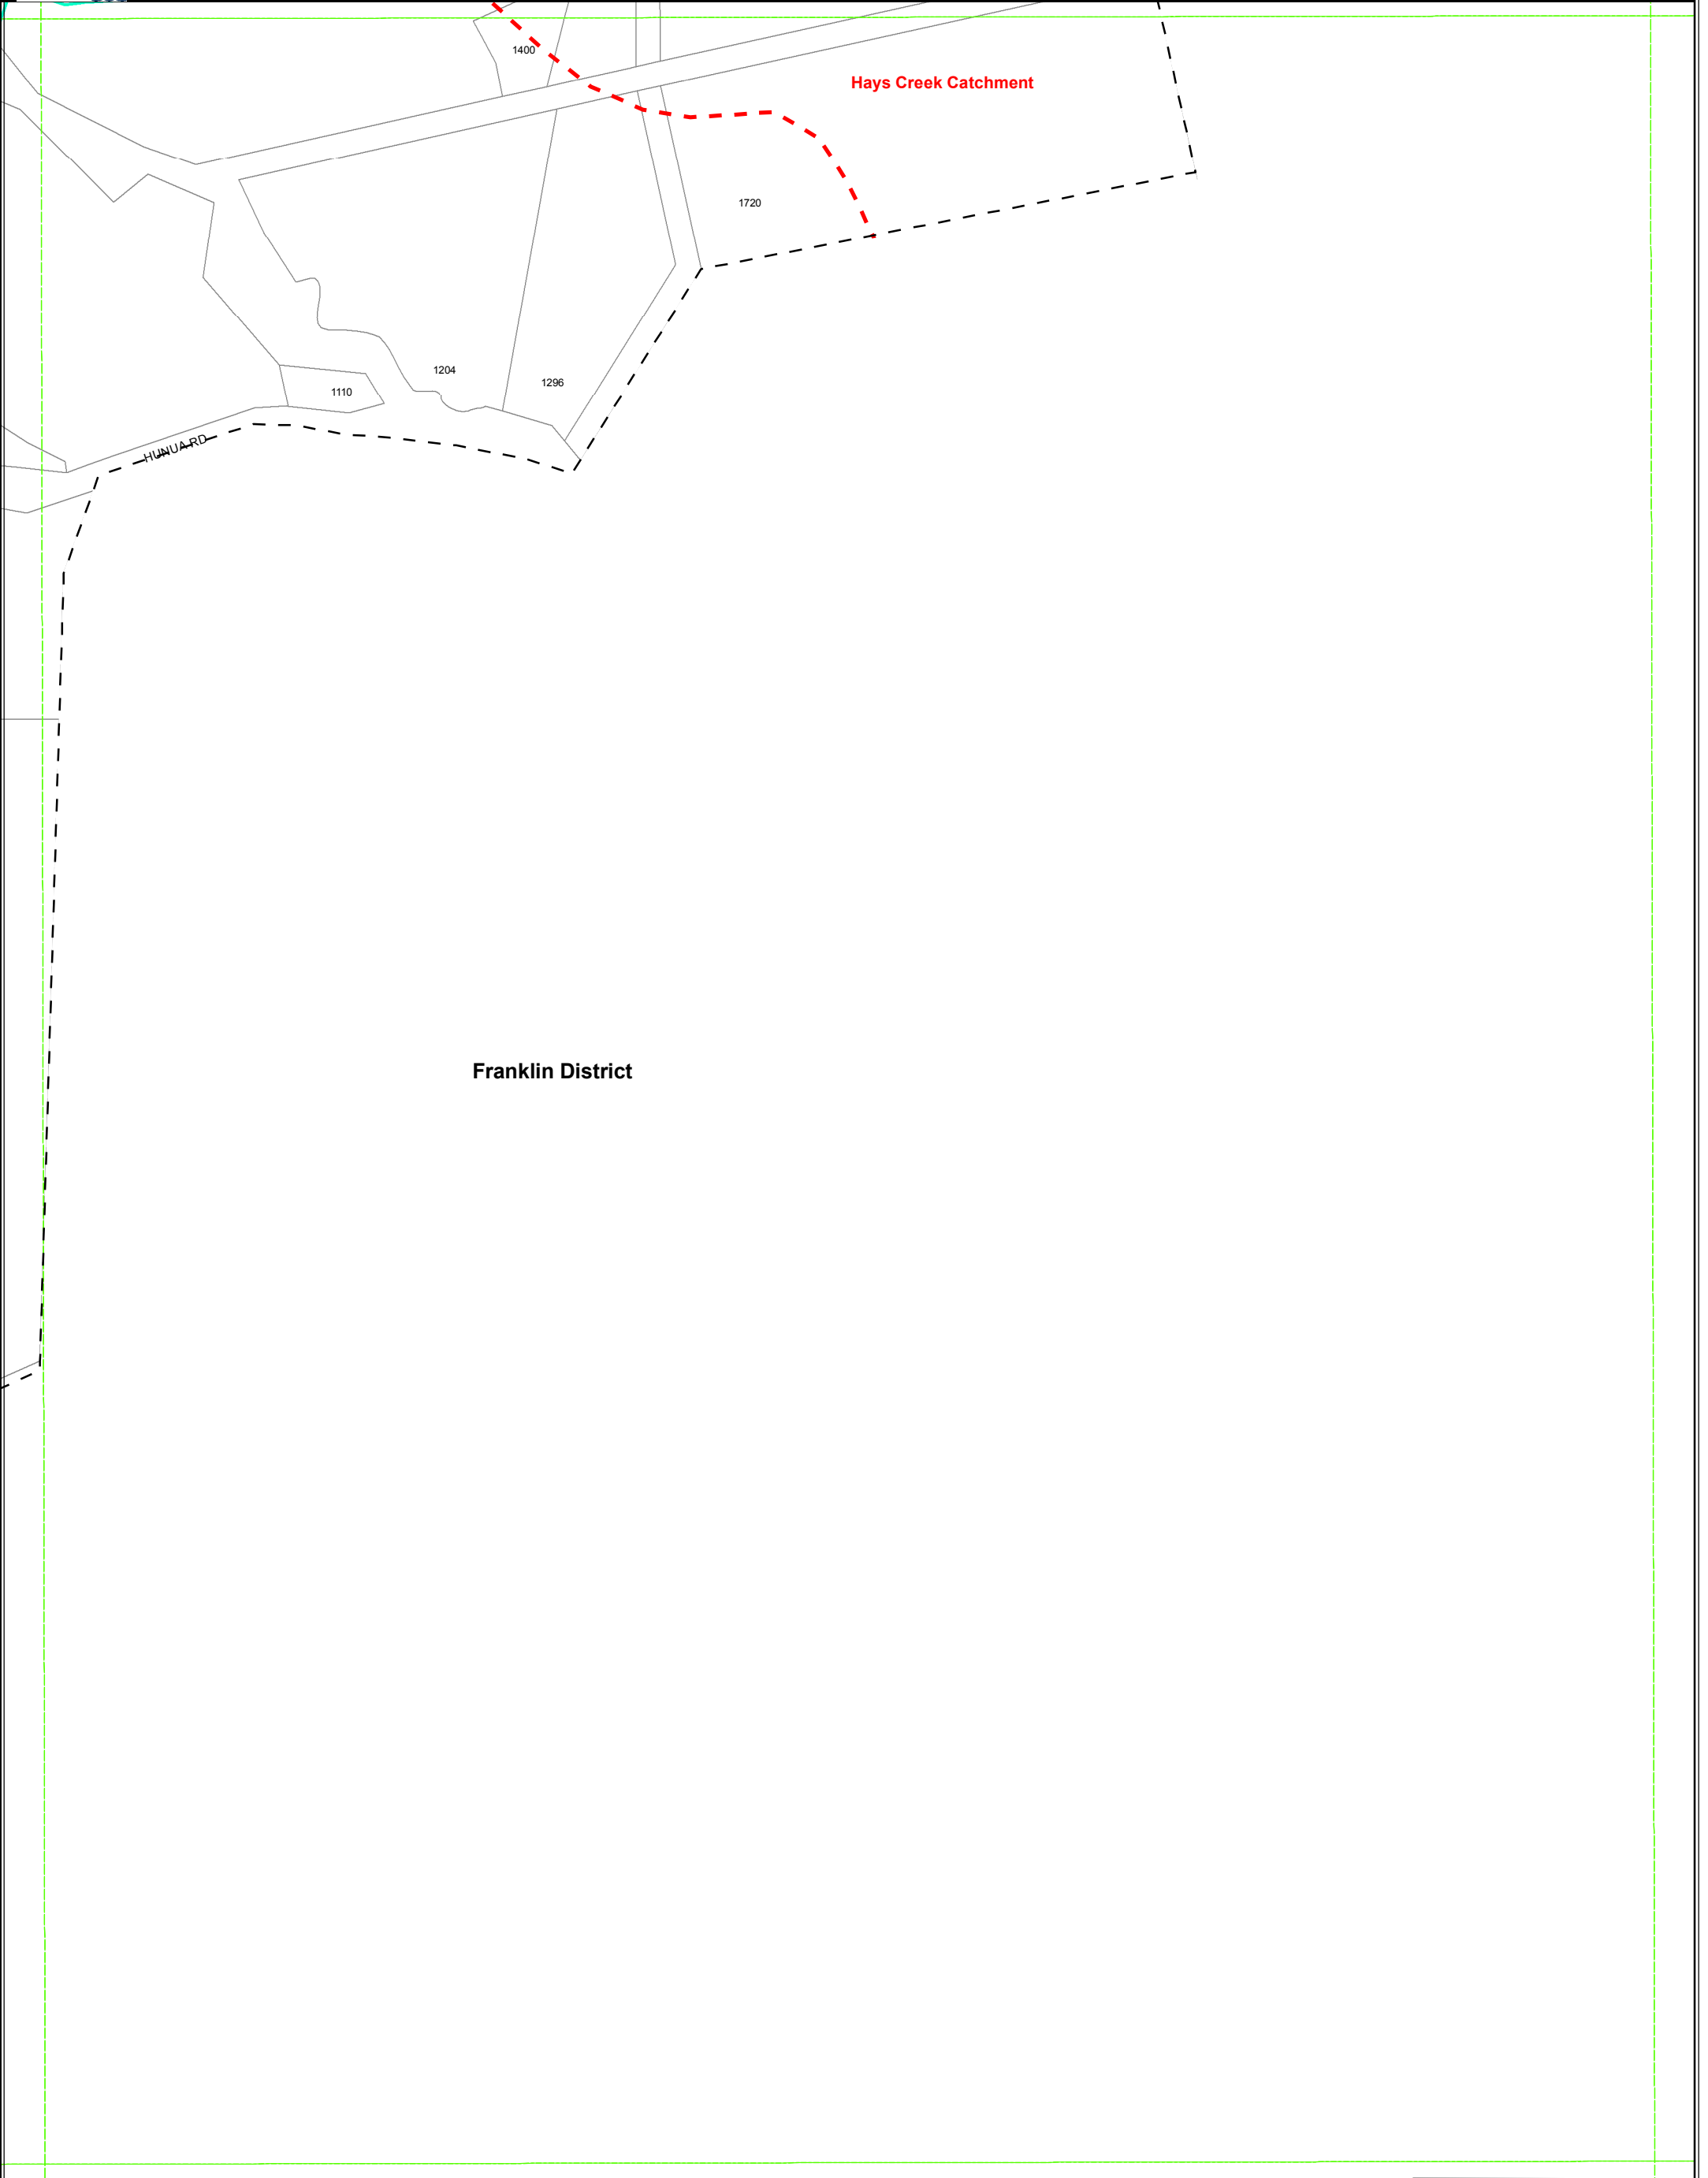 1400
Hays Creek Catchment
1720
1204
1296
1110
HUNUA RD
Franklin District